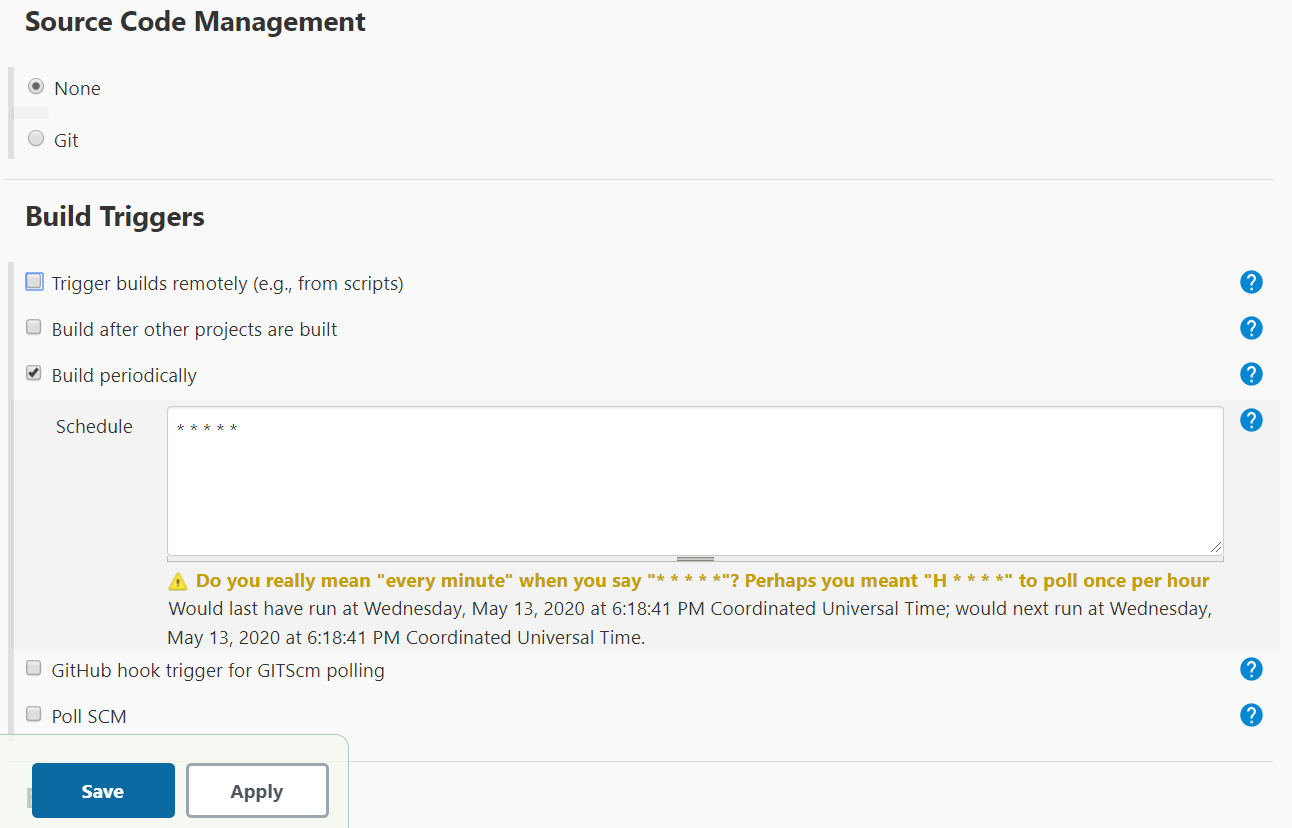 Source Code Management
None
Git
Build Triggers
Trigger builds remotely (e.g., from scripts)
?
Build after other projects are built
?
Build periodically
?
Schedule
* * * * *
?
Do you really mean "every minute" when you say "* * * * *"? Perhaps you meant "H * * * *" to poll once per hour
Would last have run at Wednesday, May 13, 2020 at 6:18:41 PM Coordinated Universal Time; would next run at Wednesday,
May 13, 2020 at 6:18:41 PM Coordinated Universal Time.
GitHub hook trigger for GITScm polling
?
Poll SCM
?
Save
Apply